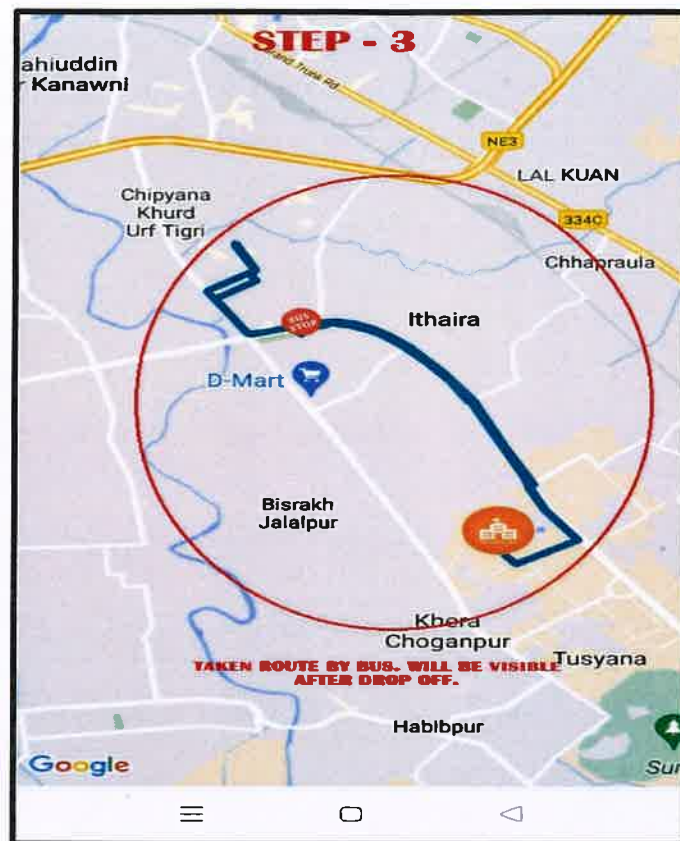 STEP - 3
ahiuddin
Kanawni
Grand Trunk Rd
NE3
LAL KUAN
334C
Chipyana
Khurd
Urf Tigri
Chhapraula
BUS
STOP
Ithaira
D-Mart
Bisrakh
Jalalpur
Khera
Choganpur
TAKEN ROUTE BY BUS. WILL BE VISIBLE
AFTER DROP OFF.
Tusyana
Habibpur
Google
Sur